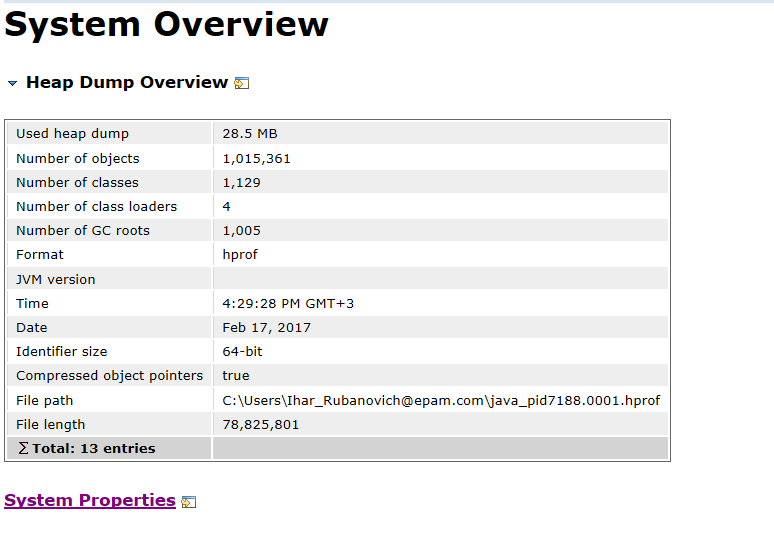 System Overview
Heap Dump Overview
Used heap dump 28.5 MB
Number of objects 1,015,361
Number of classes 1,129
Number of class loaders 4
Number of GC roots 1,005
Format hprof
JVM version
Time 4:29:28 PM GMT+3
Date Feb 17, 2017
Identifier size 64-bit
Compressed object pointers true
File path C:\Users\Ihar_Rubanovich@epam.com\java_pid7188.0001.hprof
File length 78,825,801
∑ Total: 13 entries
System Properties